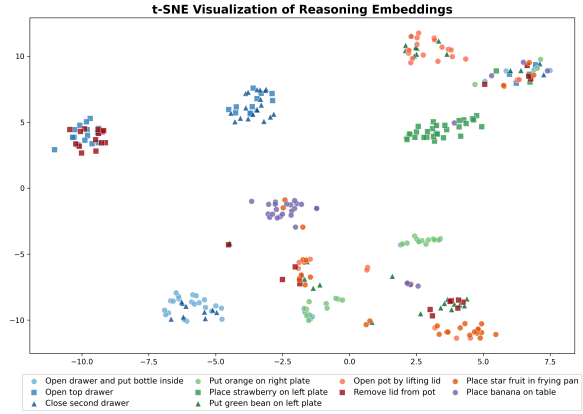 t-SNE Visualization of Reasoning Embeddings
10
5
0
−5
−10
−10.0
−7.5
−5.0
−2.5
0.0
2.5
5.0
7.5
Open drawer and put bottle inside
Open top drawer
Close second drawer
Put orange on right plate
Place strawberry on left plate
Put green bean on left plate
Open pot by lifting lid
Remove lid from pot
Place star fruit in frying pan
Place banana on table